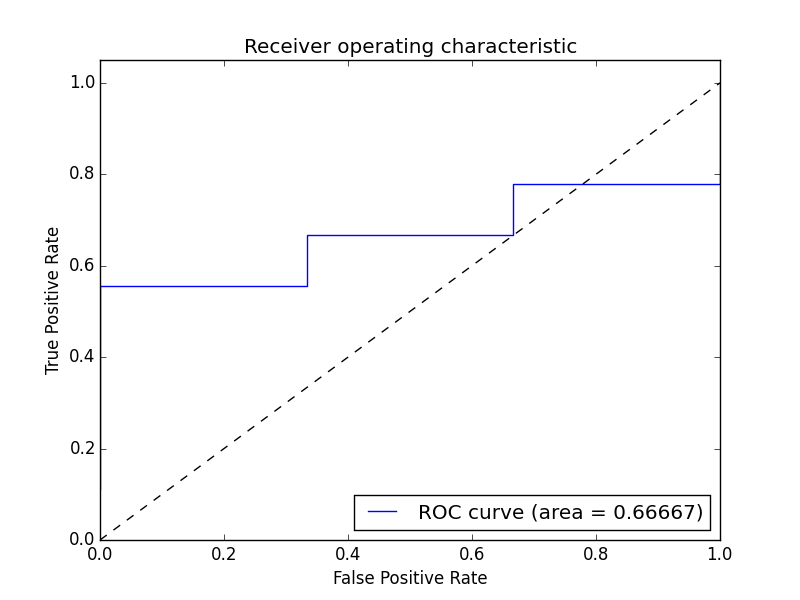 Receiver operating characteristic
1.0
0.8
0.6
0.4
0.2
0.0
True Positive Rate
ROC curve (area = 0.66667)
0.0 0.2 0.4 0.6 0.8 1.0
False Positive Rate